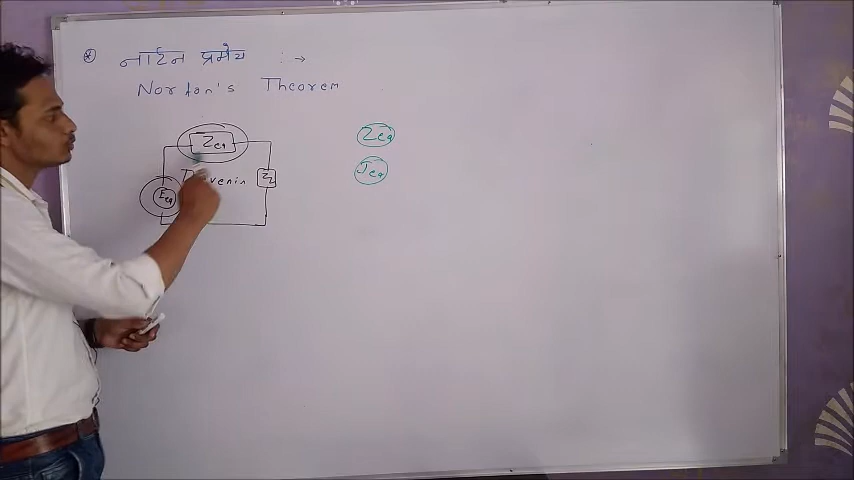 * नार्टन प्रमेय :→
Norton's Theorem
Zeq
Zeq
Jeq
ZL
Eeq